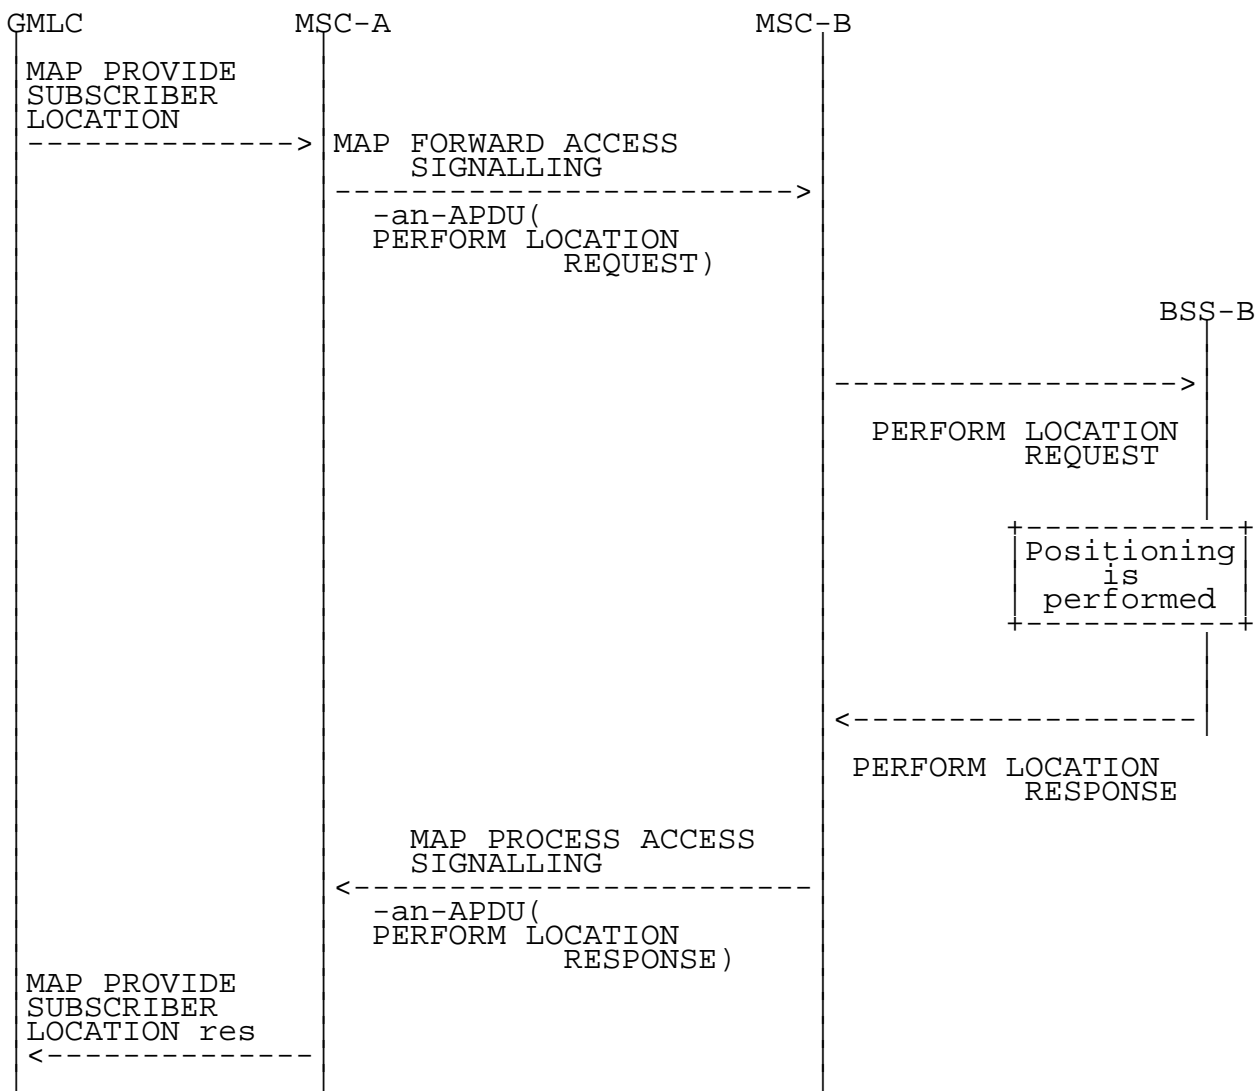 GMLC MSC-A MSC-B
MAP PROVIDE
SUBSCRIBER
LOCATION
MAP FORWARD ACCESS
SIGNALLING
-an-APDU(
PERFORM LOCATION
REQUEST)
BSS-B
PERFORM LOCATION
REQUEST
Positioning
is
performed
PERFORM LOCATION
RESPONSE
MAP PROCESS ACCESS
SIGNALLING
-an-APDU(
PERFORM LOCATION
RESPONSE)
MAP PROVIDE
SUBSCRIBER
LOCATION res